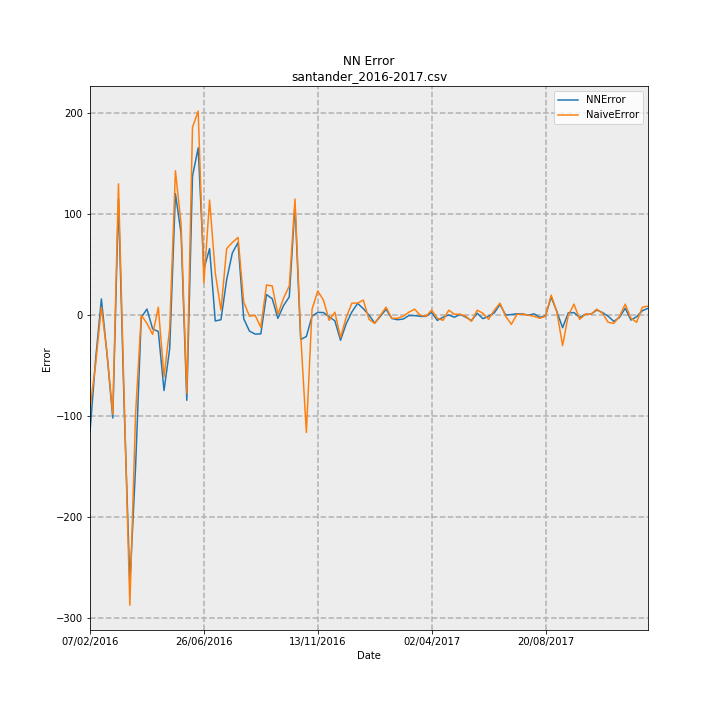 NN Error
santander_2016-2017.csv
NNError
NaiveError
200
100
0
−100
−200
−300
Error
07/02/2016
26/06/2016
13/11/2016
02/04/2017
20/08/2017
Date